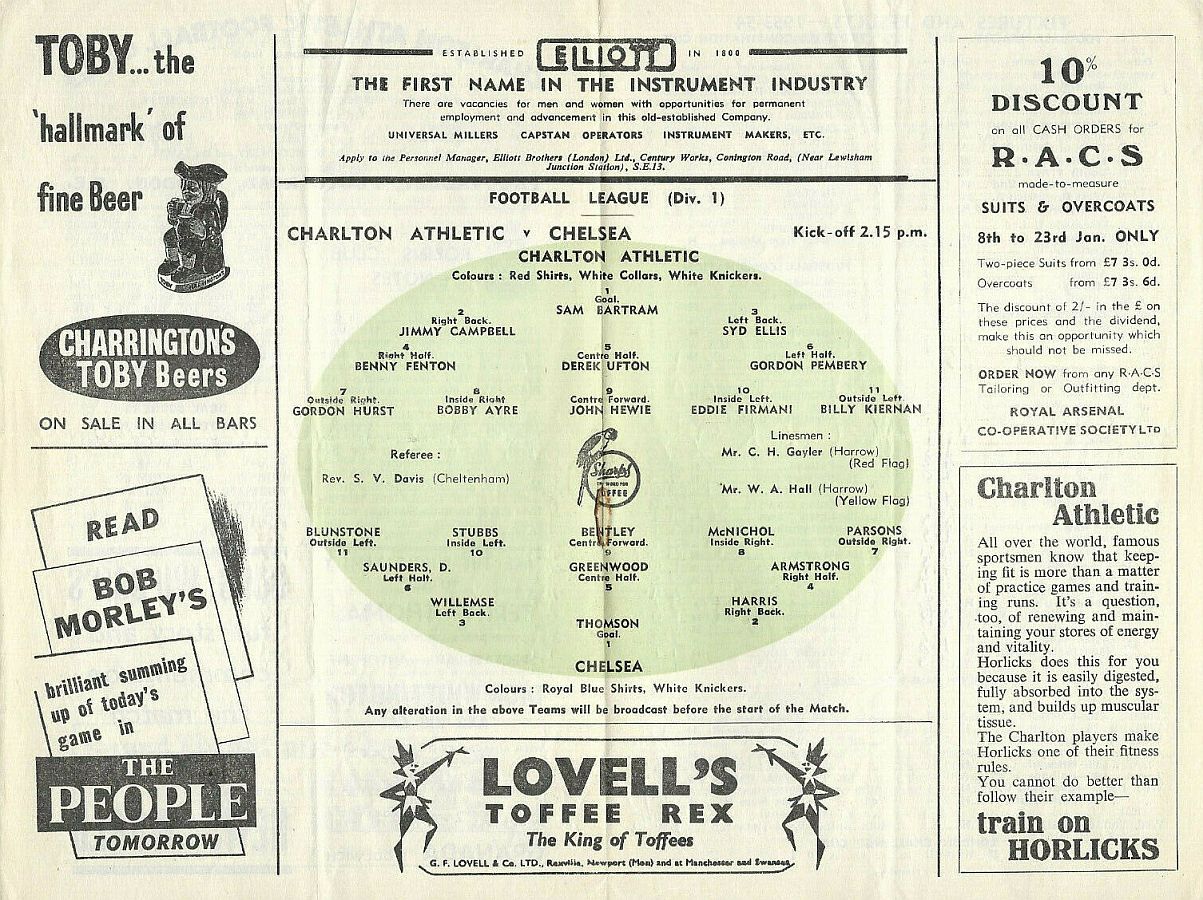 TOBY... the
'hallmark' of
fine Beer
CHARRINGTON'S
TOBY Beers
ON SALE IN ALL BARS
READ
BOB
MORLEY'S
brilliant summing
up of today's
game in
THE
PEOPLE
TOMORROW
ESTABLISHED ELLIOTT IN 1800
THE FIRST NAME IN THE INSTRUMENT INDUSTRY
There are vacancies for men and women with opportunities for permanent
employment and advancement in this old-established Company.
UNIVERSAL MILLERS CAPSTAN OPERATORS INSTRUMENT MAKERS, ETC.
Apply to the Personnel Manager, Elliott Brothers (London) Ltd., Century Works, Conington Road, (Near Lewisham
Junction Station), S.E.13.
FOOTBALL LEAGUE (Div. 1)
CHARLTON ATHLETIC v CHELSEA Kick-off 2.15 p.m.
CHARLTON ATHLETIC
Colours : Red Shirts, White Collars, White Knickers.
1
Goal.
SAM BARTRAM
2 3
Right Back. Left Back.
JIMMY CAMPBELL SYD ELLIS
4 5 6
Right Half. Centre Half. Left Half.
BENNY FENTON DEREK UFTON GORDON PEMBERY
7 8 9 10 11
Outside Right. Inside Right Centre Forward. Inside Left. Outside Left.
GORDON HURST BOBBY AYRE JOHN HEWIE EDDIE FIRMANI BILLY KIERNAN
Linesmen :
Referee : Mr. C. H. Gayler (Harrow)
(Red Flag)
Rev. S. V. Davis (Cheltenham)
Sharps
THE WORD FOR
TOFFEE
Mr. W. A. Hall (Harrow)
(Yellow Flag)
BLUNSTONE STUBBS BENTLEY McNICHOL PARSONS
Outside Left. Inside Left. Centre Forward. Inside Right. Outside Right.
11 10 9 8 7
SAUNDERS, D. GREENWOOD ARMSTRONG
Left Half. Centre Half. Right Half.
6 5 4
WILLEMSE HARRIS
Left Back. Right Back.
3 2
THOMSON
Goal.
1
CHELSEA
Colours : Royal Blue Shirts, White Knickers.
Any alteration in the above Teams will be broadcast before the start of the Match.
LOVELL'S
TOFFEE REX
The King of Toffees
G. F. LOVELL & Co. LTD., Rexville, Newport (Mon) and at Manchester and Swansea
10%
DISCOUNT
on all CASH ORDERS for
R·A·C·S
made-to-measure
SUITS & OVERCOATS
8th to 23rd Jan. ONLY
Two-piece Suits from £7 3s. 0d.
Overcoats from £7 3s. 6d.
The discount of 2/- in the £ on
these prices and the dividend,
make this an opportunity which
should not be missed.
ORDER NOW from any R·A·C·S
Tailoring or Outfitting dept.
ROYAL ARSENAL
CO-OPERATIVE SOCIETY LTD
Charlton
Athletic
All over the world, famous
sportsmen know that keep-
ing fit is more than a matter
of practice games and train-
ing runs. It's a question,
too, of renewing and main-
taining your stores of energy
and vitality.
Horlicks does this for you
because it is easily digested,
fully absorbed into the sys-
tem, and builds up muscular
tissue.
The Charlton players make
Horlicks one of their fitness
rules.
You cannot do better than
follow their example—
train on
HORLICKS